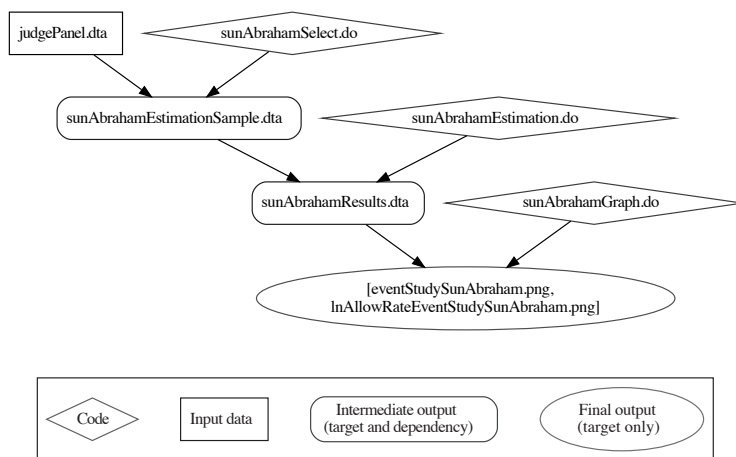 judgePanel.dta
sunAbrahamSelect.do
sunAbrahamEstimationSample.dta
sunAbrahamEstimation.do
sunAbrahamResults.dta
sunAbrahamGraph.do
[eventStudySunAbraham.png,
lnAllowRateEventStudySunAbraham.png]
Code
Input data
Intermediate output
(target and dependency)
Final output
(target only)